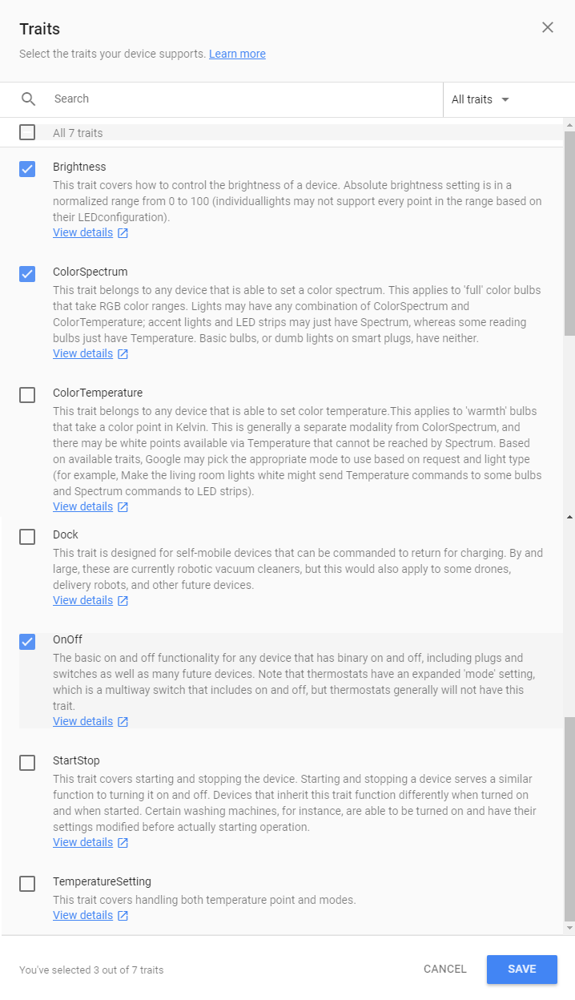 Traits
Select the traits your device supports. Learn more
Search
All traits
All 7 traits
Brightness
This trait covers how to control the brightness of a device. Absolute brightness setting is in a
normalized range from 0 to 100 (individuallights may not support every point in the range based on
their LEDconfiguration).
View details
ColorSpectrum
This trait belongs to any device that is able to set a color spectrum. This applies to 'full' color bulbs
that take RGB color ranges. Lights may have any combination of ColorSpectrum and
ColorTemperature; accent lights and LED strips may just have Spectrum, whereas some reading
bulbs just have Temperature. Basic bulbs, or dumb lights on smart plugs, have neither.
View details
ColorTemperature
This trait belongs to any device that is able to set color temperature.This applies to 'warmth' bulbs
that take a color point in Kelvin. This is generally a separate modality from ColorSpectrum, and
there may be white points available via Temperature that cannot be reached by Spectrum. Based
on available traits, Google may pick the appropriate mode to use based on request and light type
(for example, Make the living room lights white might send Temperature commands to some bulbs
and Spectrum commands to LED strips).
View details
Dock
This trait is designed for self-mobile devices that can be commanded to return for charging. By and
large, these are currently robotic vacuum cleaners, but this would also apply to some drones,
delivery robots, and other future devices.
View details
OnOff
The basic on and off functionality for any device that has binary on and off, including plugs and
switches as well as many future devices. Note that thermostats have an expanded 'mode' setting,
which is a multiway switch that includes on and off, but thermostats generally will not have this
trait.
View details
StartStop
This trait covers starting and stopping the device. Starting and stopping a device serves a similar
function to turning it on and off. Devices that inherit this trait function differently when turned on
and when started. Certain washing machines, for instance, are able to be turned on and have their
settings modified before actually starting operation.
View details
TemperatureSetting
This trait covers handling both temperature point and modes.
View details
You've selected 3 out of 7 traits
CANCEL
SAVE